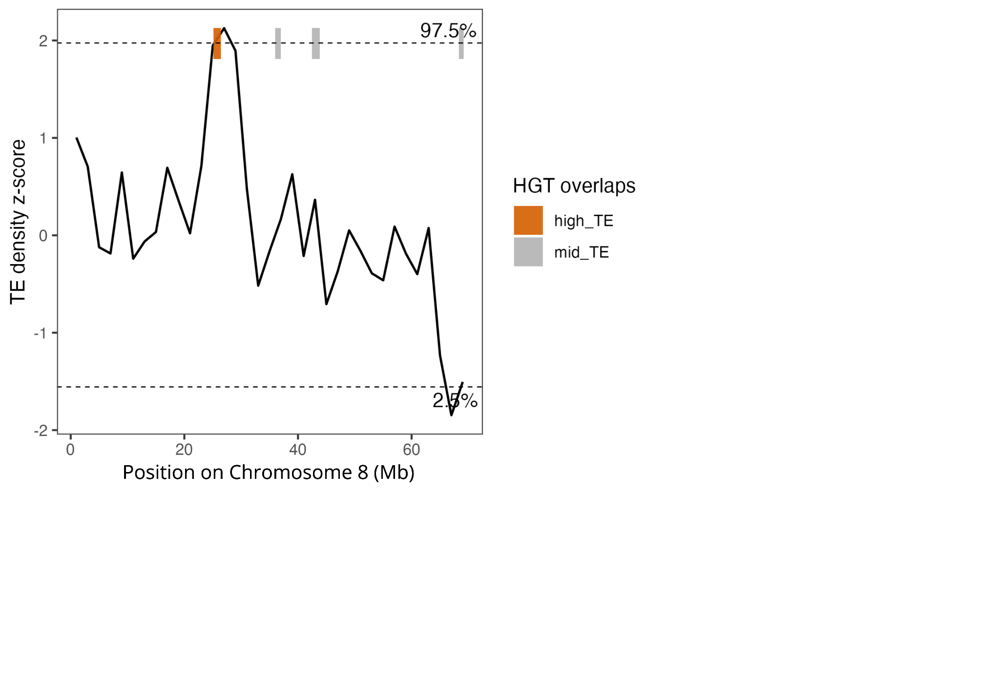 97.5%
2
1
0
-1
-2
TE density z-score
2.5%
0 20 40 60
Position on Chromosome 8 (Mb)
HGT overlaps
high_TE
mid_TE